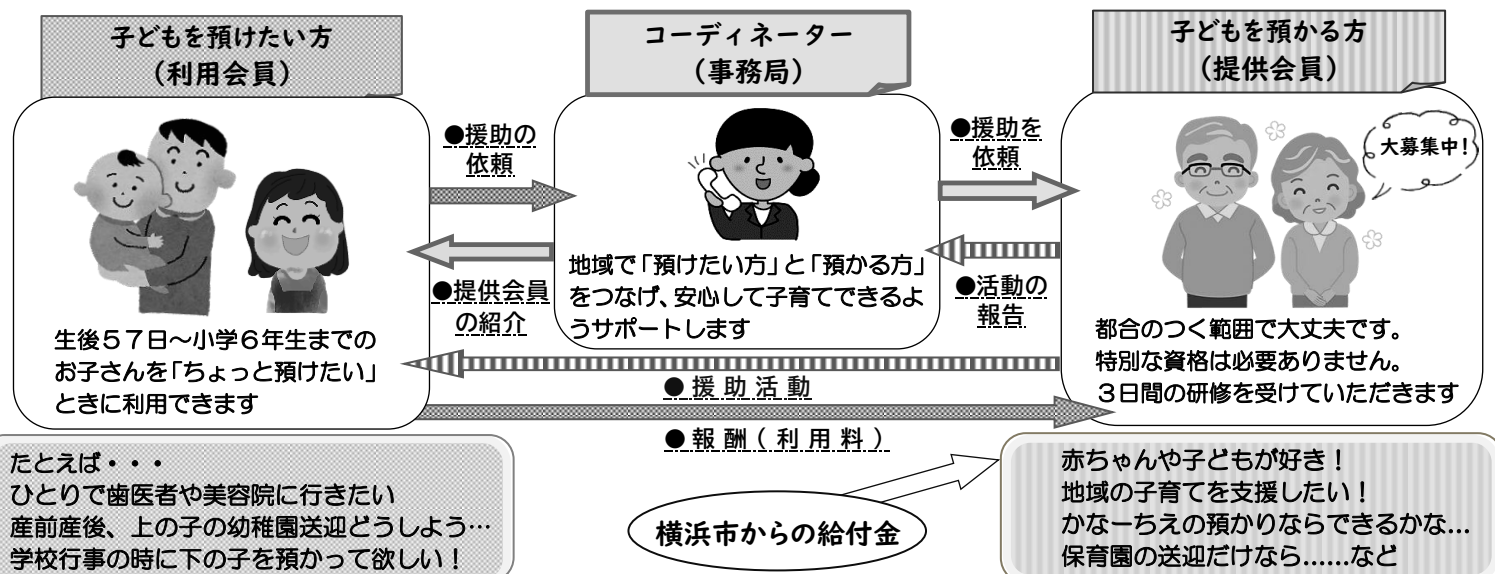 子どもを預けたい方
（利用会員）
生後５７日～小学６年生までの
お子さんを「ちょっと預けたい」
ときに利用できます
●援助の
依頼
●提供会員
の紹介
コーディネーター
（事務局）
地域で「預けたい方」と「預かる方」
をつなげ、安心して子育てできるよ
うサポートします
●援助を
依頼
●活動の
報告
子どもを預かる方
（提供会員）
大募集中！
都合のつく範囲で大丈夫です。
特別な資格は必要ありません。
３日間の研修を受けていただきます
●援助活動
●報酬（利用料）
たとえば・・・
ひとりで歯医者や美容院に行きたい
産前産後、上の子の幼稚園送迎どうしよう…
学校行事の時に下の子を預かって欲しい！
横浜市からの給付金
赤ちゃんや子どもが好き！
地域の子育てを支援したい！
かなーちえの預かりならできるかな…
保育園の送迎だけなら……など